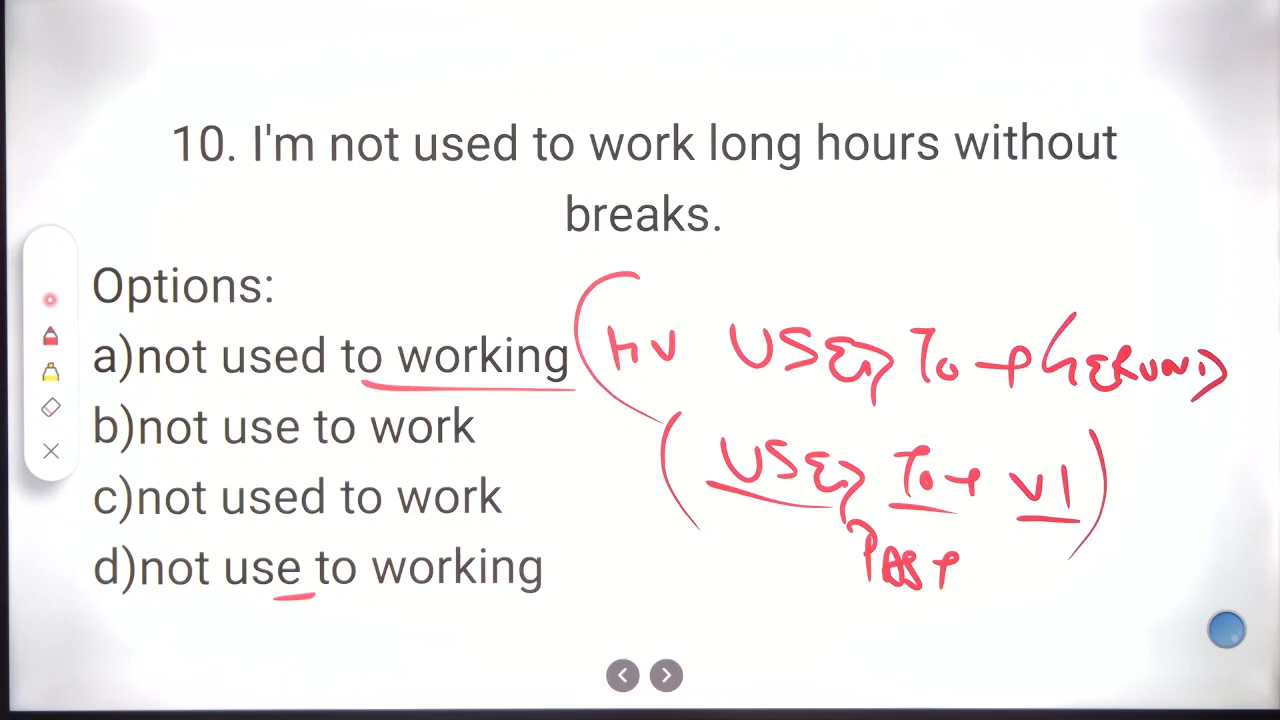 10. I'm not used to work long hours without
breaks.
Options:
a)not used to working
b)not use to work
c)not used to work
d)not use to working
HV USED To + GERUND
(USED To + V1)
PAST